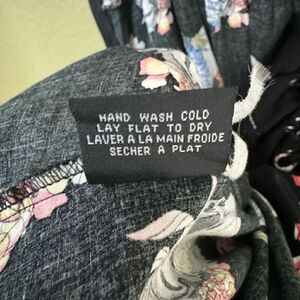 HAND WASH COLD
LAY FLAT TO DRY
LAVER A LA MAIN FROIDE
SECHER A PLAT